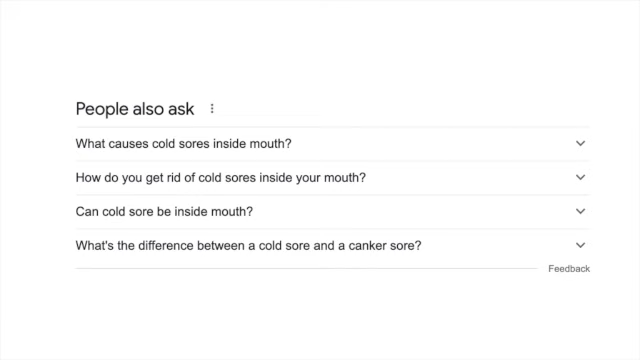 People also ask
What causes cold sores inside mouth?
How do you get rid of cold sores inside your mouth?
Can cold sore be inside mouth?
What's the difference between a cold sore and a canker sore?
Feedback